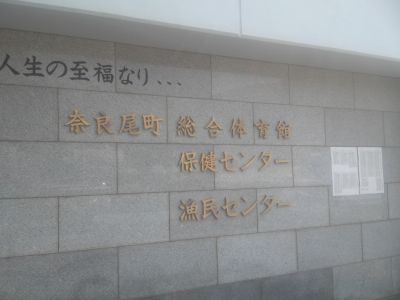 人生の至福なり...
奈良尾町 総合体育館
保健センター
漁民センター